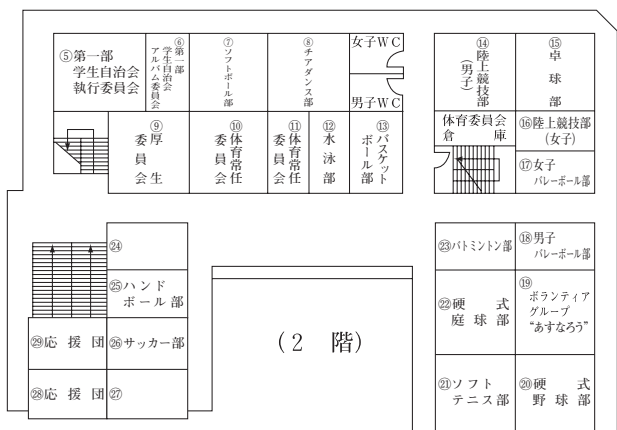 ⑤第一部
学生自治会
執行委員会
⑥第一部
学生自治会
アルバム委員会
⑦ソフトボール部
⑧チアダンス部
女子WC
男子WC
⑨厚生
委員会
⑩体育常任
委員会
⑪体育常任
委員会
⑫水泳部
⑬バスケット
ボール部
⑭陸上競技部
(男子)
⑮卓球部
体育委員会
倉庫
⑯陸上競技部
(女子)
⑰女子
バレーボール部
㉔
㉕ハンド
ボール部
㉙応援団
㉖サッカー部
㉘応援団
㉗
(2 階)
㉓バトミントン部
⑱男子
バレーボール部
㉒硬式
庭球部
⑲
ボランティア
グループ
“あすなろう”
㉑ソフト
テニス部
⑳硬式
野球部